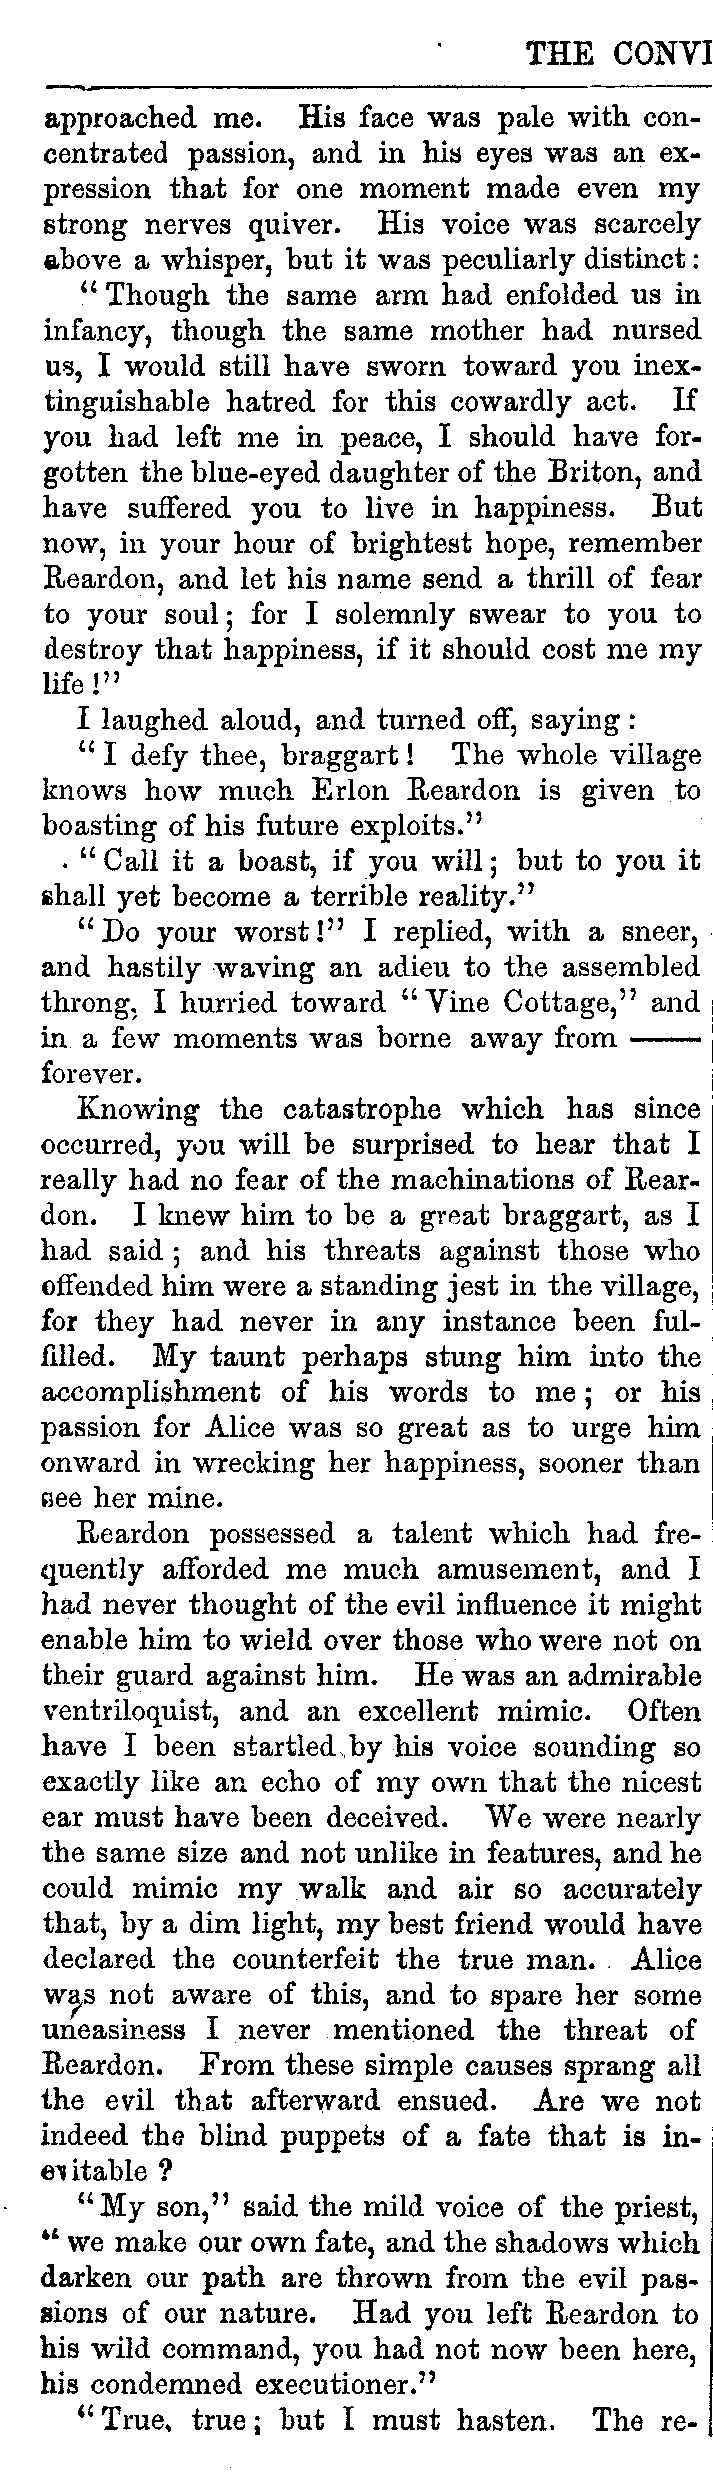 THE CONVI
approached me. His face was pale with con-
centrated passion, and in his eyes was an ex-
pression that for one moment made even my
strong nerves quiver. His voice was scarcely
above a whisper, but it was peculiarly distinct:
"Though the same arm had enfolded us in
infancy, though the same mother had nursed
us, I would still have sworn toward you inex-
tinguishable hatred for this cowardly act. If
you had left me in peace, I should have for-
gotten the blue-eyed daughter of the Briton, and
have suffered you to live in happiness. But
now, in your hour of brightest hope, remember
Reardon, and let his name send a thrill of fear
to your soul; for I solemnly swear to you to
destroy that happiness, if it should cost me my
life!"
I laughed aloud, and turned off, saying:
"I defy thee, braggart! The whole village
knows how much Erlon Reardon is given to
boasting of his future exploits."
"Call it a boast, if you will; but to you it
shall yet become a terrible reality."
"Do your worst!" I replied, with a sneer,
and hastily waving an adieu to the assembled
throng, I hurried toward "Vine Cottage," and
in a few moments was borne away from ——
forever.
Knowing the catastrophe which has since
occurred, you will be surprised to hear that I
really had no fear of the machinations of Rear-
don. I knew him to be a great braggart, as I
had said; and his threats against those who
offended him were a standing jest in the village,
for they had never in any instance been ful-
filled. My taunt perhaps stung him into the
accomplishment of his words to me; or his
passion for Alice was so great as to urge him
onward in wrecking her happiness, sooner than
see her mine.
Reardon possessed a talent which had fre-
quently afforded me much amusement, and I
had never thought of the evil influence it might
enable him to wield over those who were not on
their guard against him. He was an admirable
ventriloquist, and an excellent mimic. Often
have I been startled by his voice sounding so
exactly like an echo of my own that the nicest
ear must have been deceived. We were nearly
the same size and not unlike in features, and he
could mimic my walk and air so accurately
that, by a dim light, my best friend would have
declared the counterfeit the true man. Alice
was not aware of this, and to spare her some
uneasiness I never mentioned the threat of
Reardon. From these simple causes sprang all
the evil that afterward ensued. Are we not
indeed the blind puppets of a fate that is in-
evitable?
"My son," said the mild voice of the priest,
"we make our own fate, and the shadows which
darken our path are thrown from the evil pas-
sions of our nature. Had you left Reardon to
his wild command, you had not now been here,
his condemned executioner."
"True, true; but I must hasten. The re-